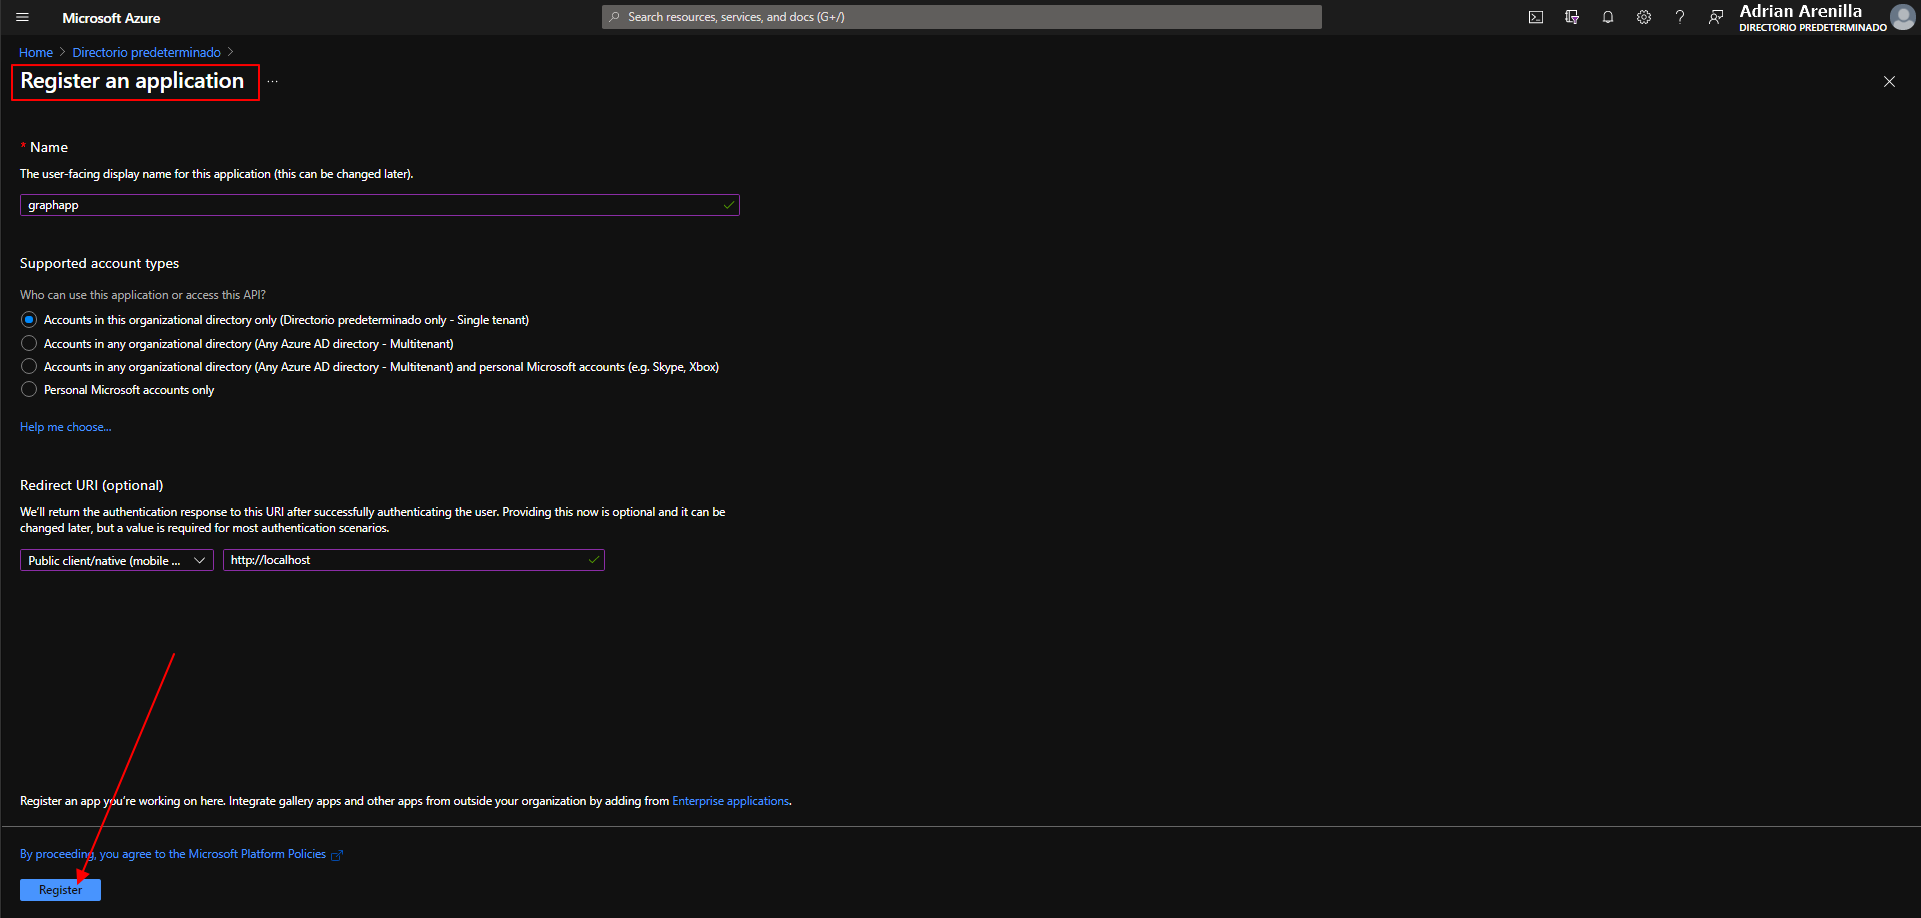 Microsoft Azure
Search resources, services, and docs (G+/)
Adrian Arenilla
DIRECTORIO PREDETERMINADO
Home > Directorio predeterminado >
Register an application ...
* Name
The user-facing display name for this application (this can be changed later).
graphapp
Supported account types
Who can use this application or access this API?
Accounts in this organizational directory only (Directorio predeterminado only - Single tenant)
Accounts in any organizational directory (Any Azure AD directory - Multitenant)
Accounts in any organizational directory (Any Azure AD directory - Multitenant) and personal Microsoft accounts (e.g. Skype, Xbox)
Personal Microsoft accounts only
Help me choose...
Redirect URI (optional)
We'll return the authentication response to this URI after successfully authenticating the user. Providing this now is optional and it can be
changed later, but a value is required for most authentication scenarios.
Public client/native (mobile ...
http://localhost
Register an app you're working on here. Integrate gallery apps and other apps from outside your organization by adding from Enterprise applications.
By proceeding, you agree to the Microsoft Platform Policies
Register